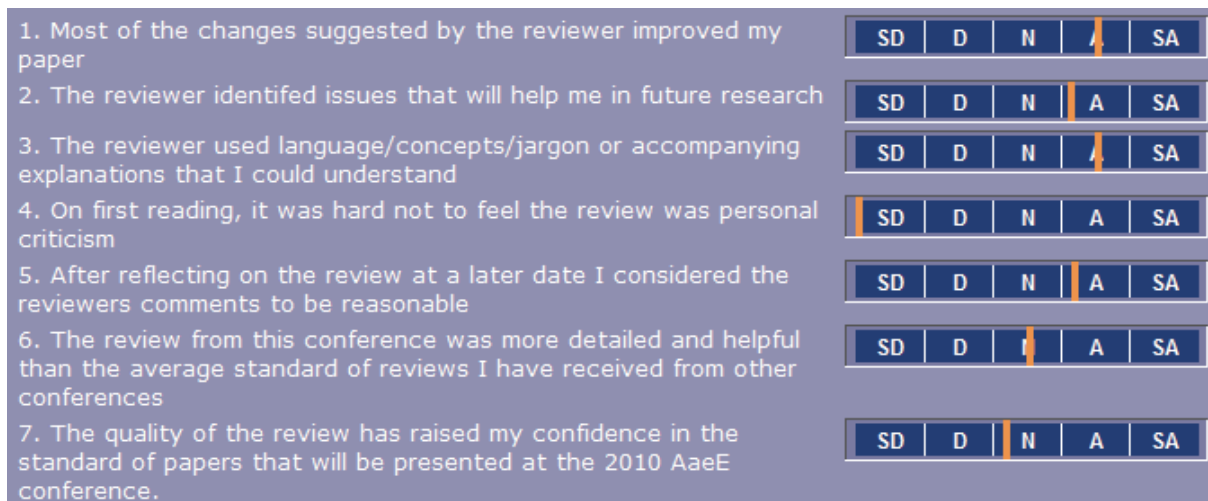 1. Most of the changes suggested by the reviewer improved my
paper
SD D N A SA
2. The reviewer identifed issues that will help me in future research
SD D N A SA
3. The reviewer used language/concepts/jargon or accompanying
explanations that I could understand
SD D N A SA
4. On first reading, it was hard not to feel the review was personal
criticism
SD D N A SA
5. After reflecting on the review at a later date I considered the
reviewers comments to be reasonable
SD D N A SA
6. The review from this conference was more detailed and helpful
than the average standard of reviews I have received from other
conferences
SD D N A SA
7. The quality of the review has raised my confidence in the
standard of papers that will be presented at the 2010 AaeE
conference.
SD D N A SA